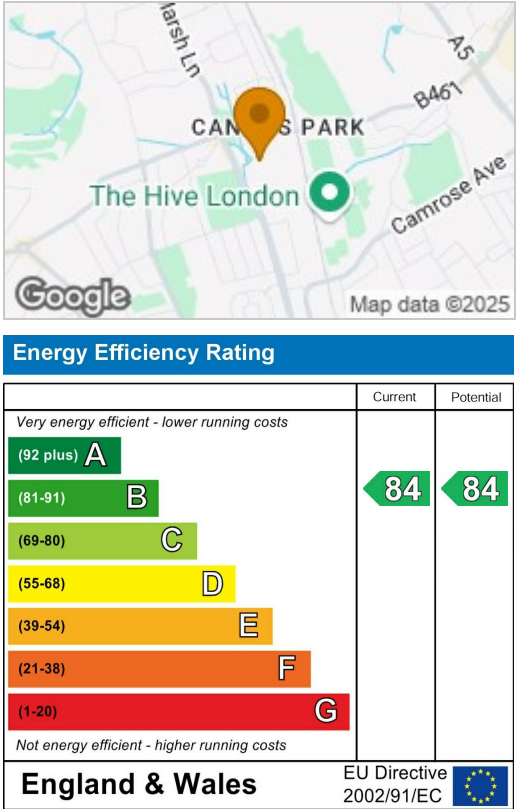 Marsh Ln
A5
B461
CANONS PARK
The Hive London
Camrose Ave
Google
Map data ©2025
Energy Efficiency Rating
Current Potential
Very energy efficient - lower running costs
(92 plus) A
(81-91) B 84 84
(69-80) C
(55-68) D
(39-54) E
(21-38) F
(1-20) G
Not energy efficient - higher running costs
England & Wales
EU Directive
2002/91/EC